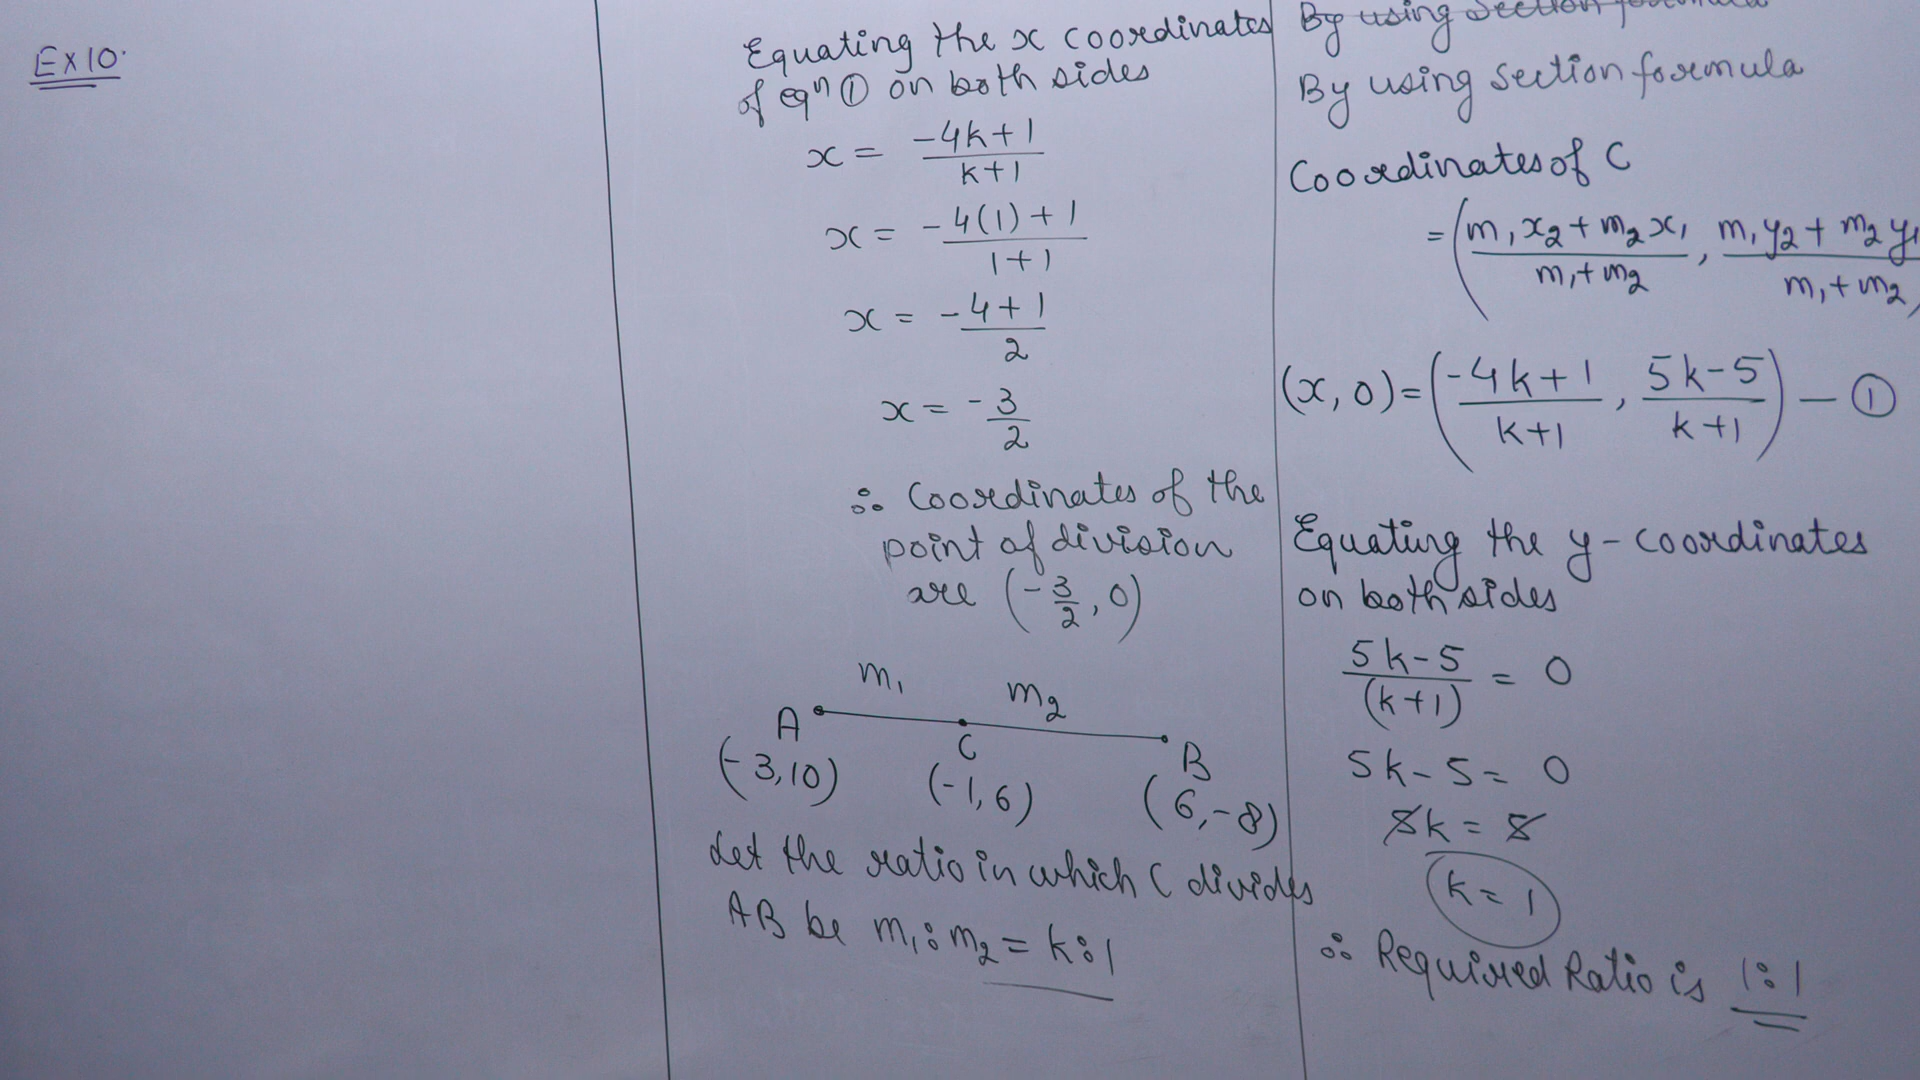 EX10.
Equating the x coordinates
of eqⁿ ① on both sides
x = -4k+1 / k+1
x = -4(1)+1 / 1+1
x = -4+1 / 2
x = -3/2
∴ Coordinates of the
point of division
are (-3/2, 0)
m₁ m₂
A C B
(-3,10) (-1,6) (6,-8)
Let the ratio in which C divides
AB be m₁:m₂ = k:1
By using section formula
By using section formula
Coordinates of C
= (m₁x₂+m₂x₁ / m₁+m₂, m₁y₂+m₂y₁ / m₁+m₂)
(x, 0) = (-4k+1 / k+1, 5k-5 / k+1) — ①
Equating the y-coordinates
on both sides
5k-5 / (k+1) = 0
5k-5 = 0
5k = 5
k = 1
∴ Required Ratio is 1:1